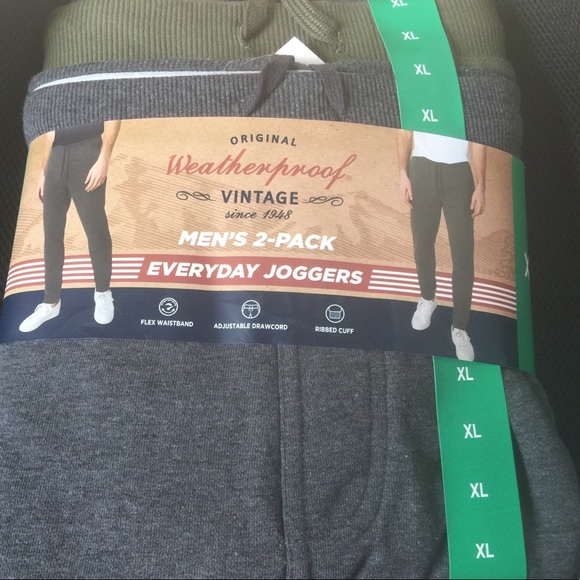 XL
XL
XL
XL
ORIGINAL
Weatherproof®
VINTAGE
since 1948
MEN'S 2-PACK
EVERYDAY JOGGERS
FLEX WAISTBAND
ADJUSTABLE DRAWCORD
RIBBED CUFF
XL
XL
XL
XL